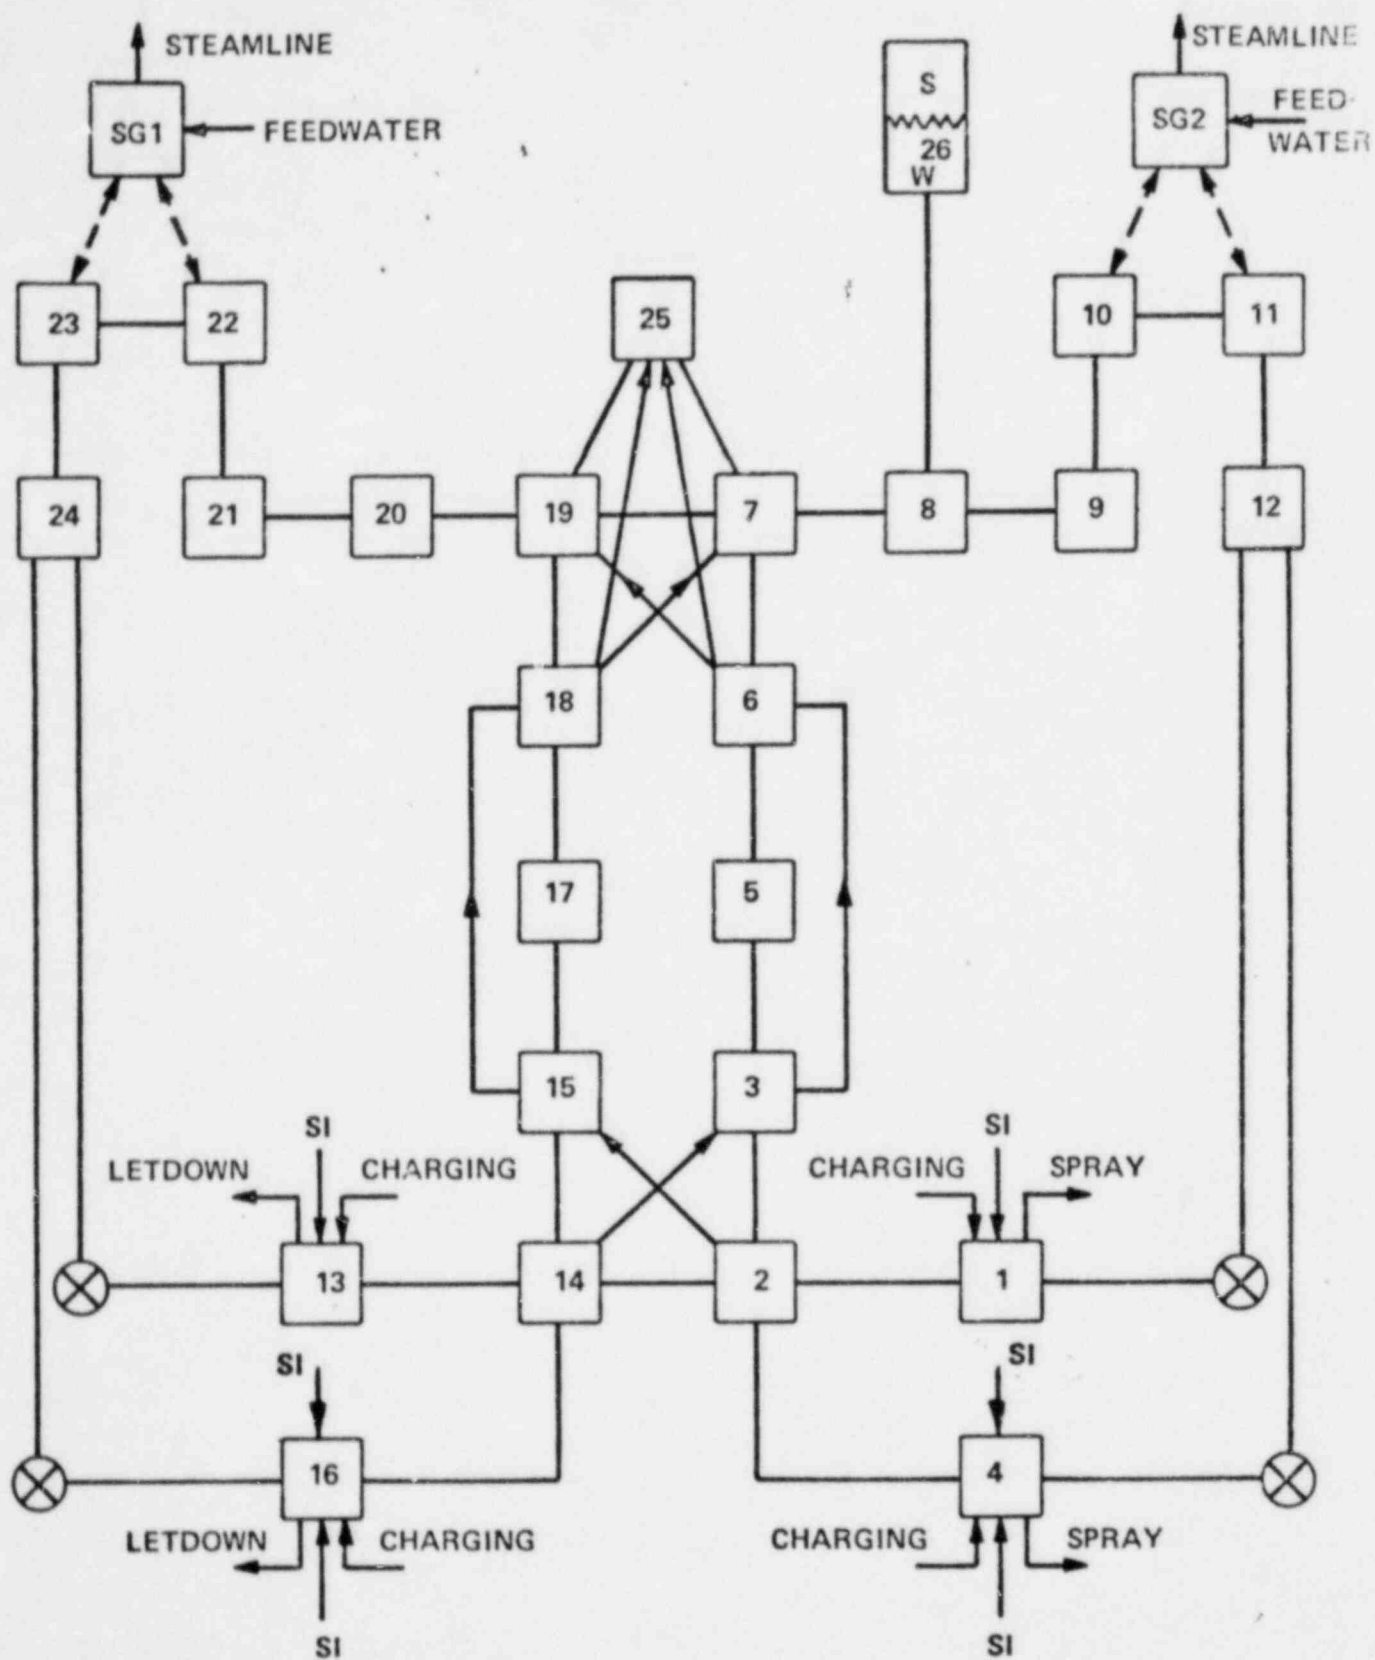 STEAMLINE
STEAMLINE
S
SG1
FEEDWATER
SG2
FEED-
WATER
26
W
23
22
25
10
11
24
21
20
19
7
8
9
12
18
6
17
5
15
3
SI
SI
LETDOWN
CHARGING
CHARGING
SPRAY
13
14
2
1
SI
SI
16
4
LETDOWN
CHARGING
CHARGING
SPRAY
SI
SI